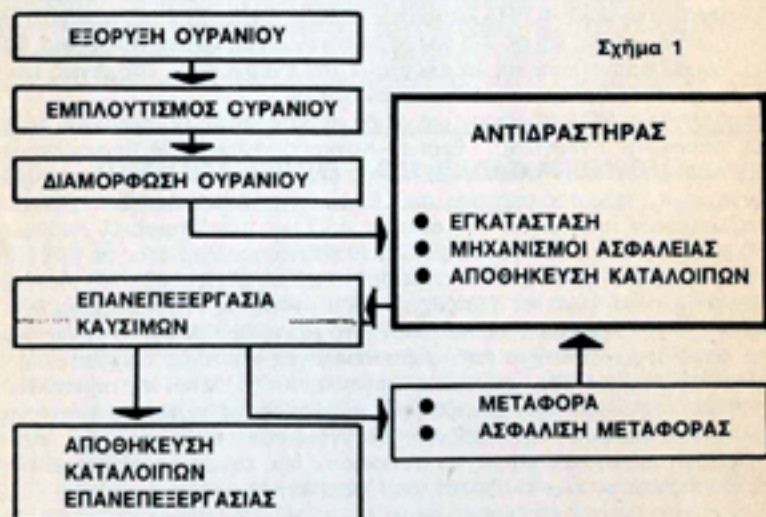 ΕΞΟΡΥΞΗ ΟΥΡΑΝΙΟΥ
Σχήμα 1
ΕΜΠΛΟΥΤΙΣΜΟΣ ΟΥΡΑΝΙΟΥ
ΔΙΑΜΟΡΦΩΣΗ ΟΥΡΑΝΙΟΥ
ΑΝΤΙΔΡΑΣΤΗΡΑΣ
● ΕΓΚΑΤΑΣΤΑΣΗ
● ΜΗΧΑΝΙΣΜΟΙ ΑΣΦΑΛΕΙΑΣ
● ΑΠΟΘΗΚΕΥΣΗ ΚΑΤΑΛΟΙΠΩΝ
ΕΠΑΝΕΠΕΞΕΡΓΑΣΙΑ
ΚΑΥΣΙΜΩΝ
● ΜΕΤΑΦΟΡΑ
● ΑΣΦΑΛΙΣΗ ΜΕΤΑΦΟΡΑΣ
ΑΠΟΘΗΚΕΥΣΗ
ΚΑΤΑΛΟΙΠΩΝ
ΕΠΑΝΕΠΕΞΕΡΓΑΣΙΑΣ